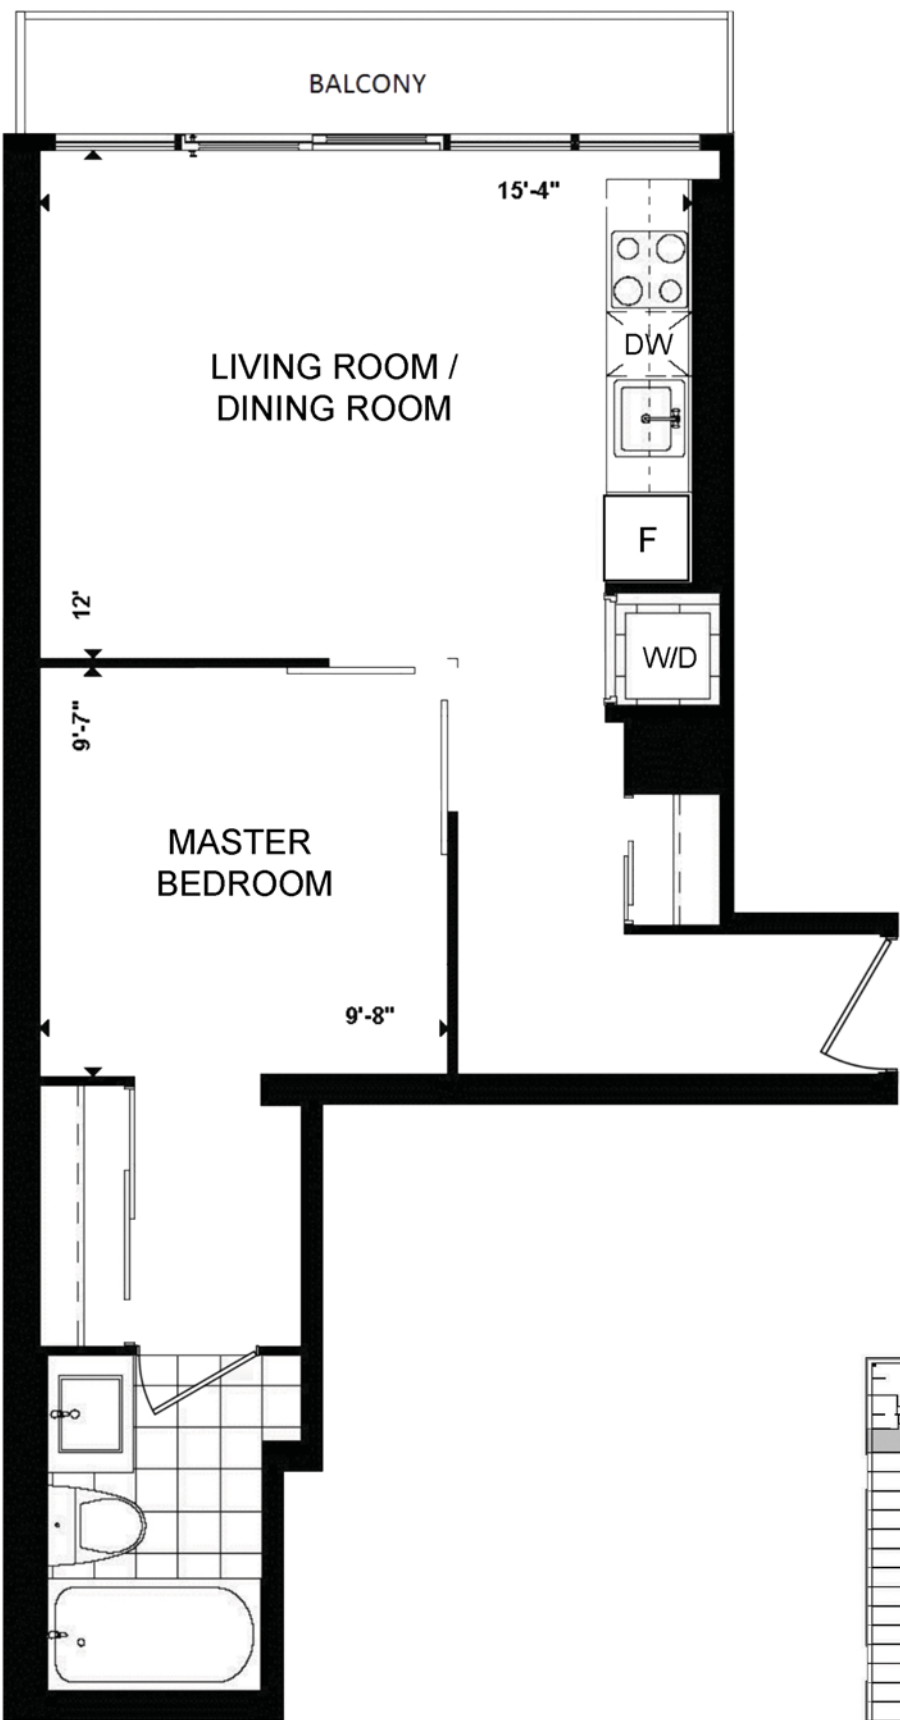 BALCONY
15'-4"
LIVING ROOM /
DINING ROOM
DW
F
12'
W/D
9'-7"
MASTER
BEDROOM
9'-8"